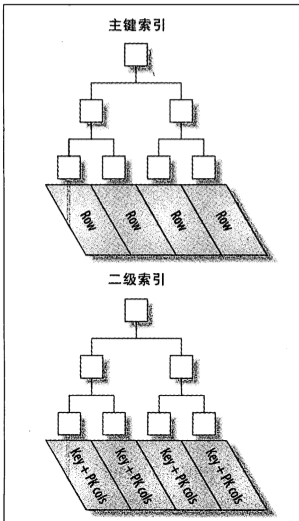 主键索引
Row Row Row Row
二级索引
Key + PK cols Key + PK cols Key + PK cols Key + PK cols